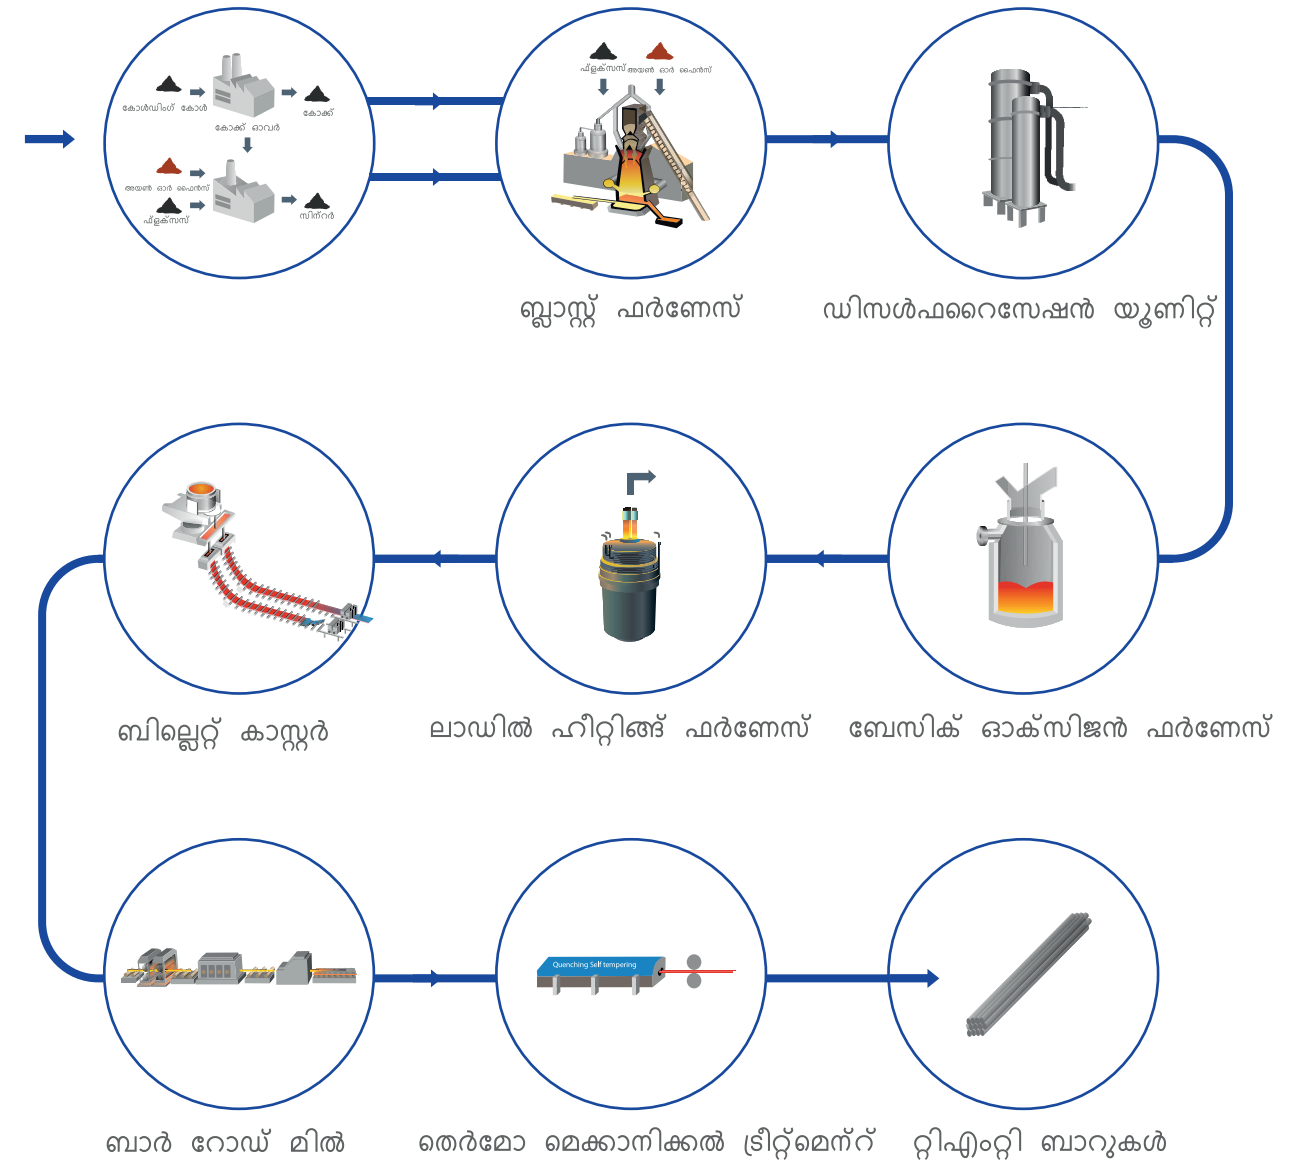 കോൾഡിംഗ് കോൾ
കോക്ക് ഓവർ
കോക്ക്
അയൺ ഓർ ഫൈൻസ്
ഫ്ളക്സസ്
സിന്റർ
ഫ്ളക്സസ് അയൺ ഓർ ഫൈൻസ്
ബ്ലാസ്റ്റ് ഫർണേസ്
ഡിസൾഫറൈസേഷൻ യൂണിറ്റ്
ബില്ലെറ്റ് കാസ്റ്റർ
ലാഡിൽ ഹീറ്റിങ്ങ് ഫർണേസ്
ബേസിക് ഓക്സിജൻ ഫർണേസ്
Quenching Self tempering
ബാർ റോഡ് മിൽ
തെർമോ മെക്കാനിക്കൽ ട്രീറ്റ്മെന്റ്
റ്റിഎംറ്റി ബാറുകൾ